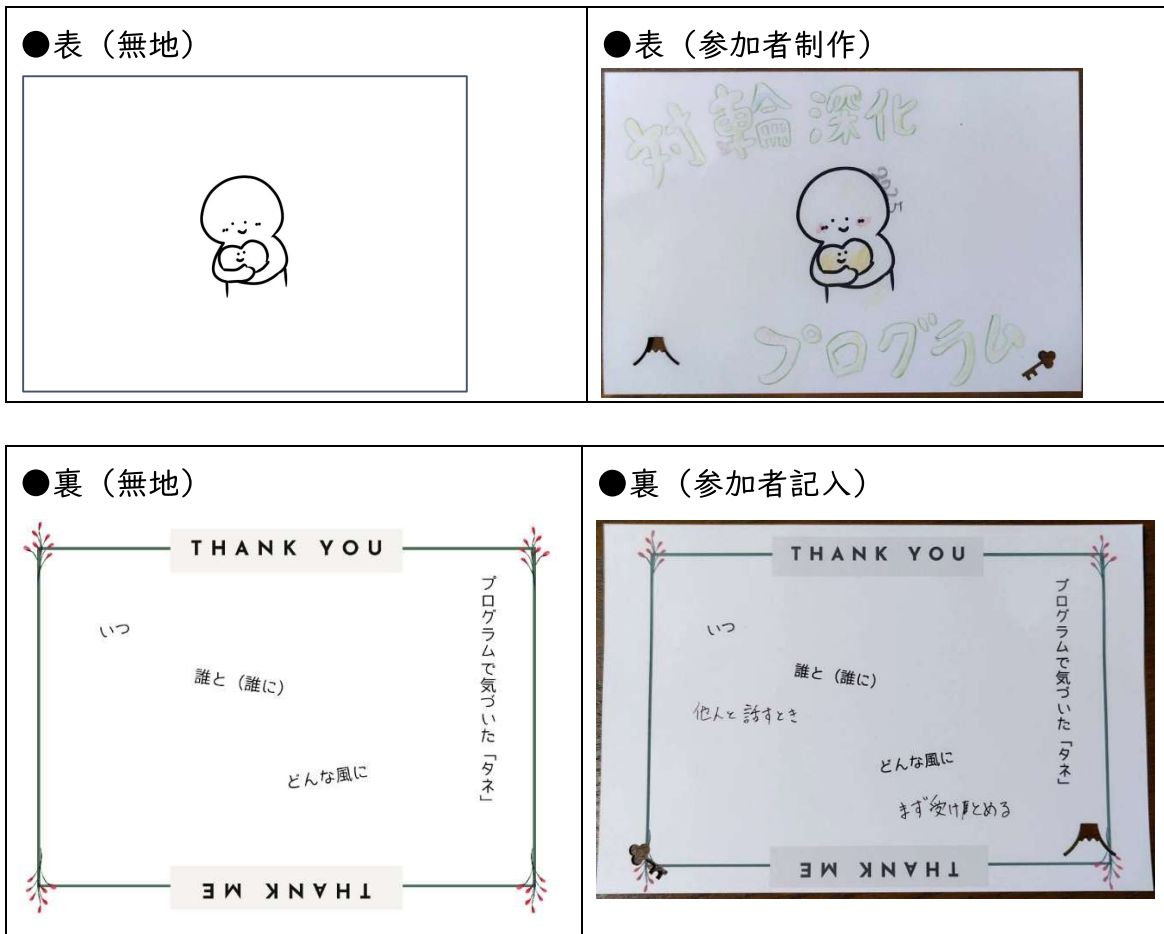 ●表（無地）
●表（参加者制作）
対輪深化
2025
プログラム
●裏（無地）
●裏（参加者記入）
THANK YOU
プログラムで気づいた「タネ」
いつ
誰と（誰に）
どんな風に
THANK ME
THANK YOU
プログラムで気づいた「タネ」
いつ
誰と（誰に）
他人と話すとき
どんな風に
まず受け止める
THANK ME